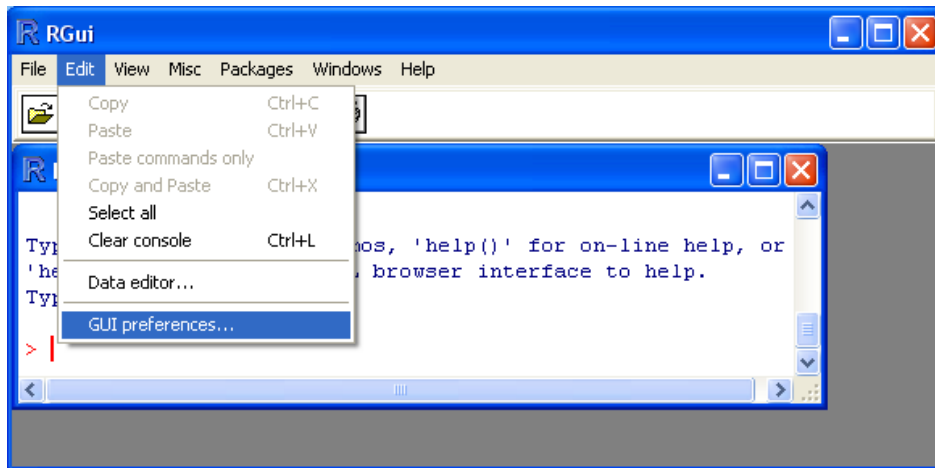 R RGui
File Edit View Misc Packages Windows Help
Copy Ctrl+C
Paste Ctrl+V
Paste commands only
Copy and Paste Ctrl+X
Select all
Clear console Ctrl+L
Data editor...
GUI preferences...
R
Typ mos, 'help()' for on-line help, or
'he browser interface to help.
Typ
>